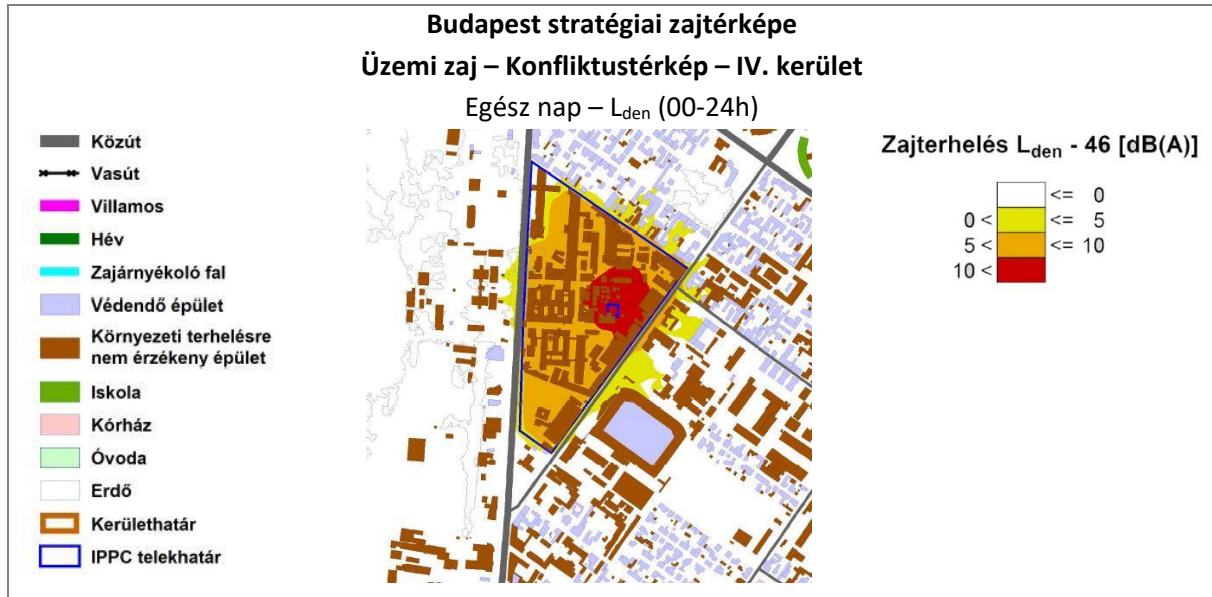 Budapest stratégiai zajtérképe
Üzemi zaj – Konfliktustérkép – IV. kerület
Egész nap – Lden (00-24h)
Közút
Vasút
Villamos
Hév
Zajárnyékoló fal
Védendő épület
Környezeti terhelésre
nem érzékeny épület
Iskola
Kórház
Óvoda
Erdő
Kerülethatár
IPPC telekhatár
Zajterhelés Lden - 46 [dB(A)]
<= 0
0 < <= 5
5 < <= 10
10 <